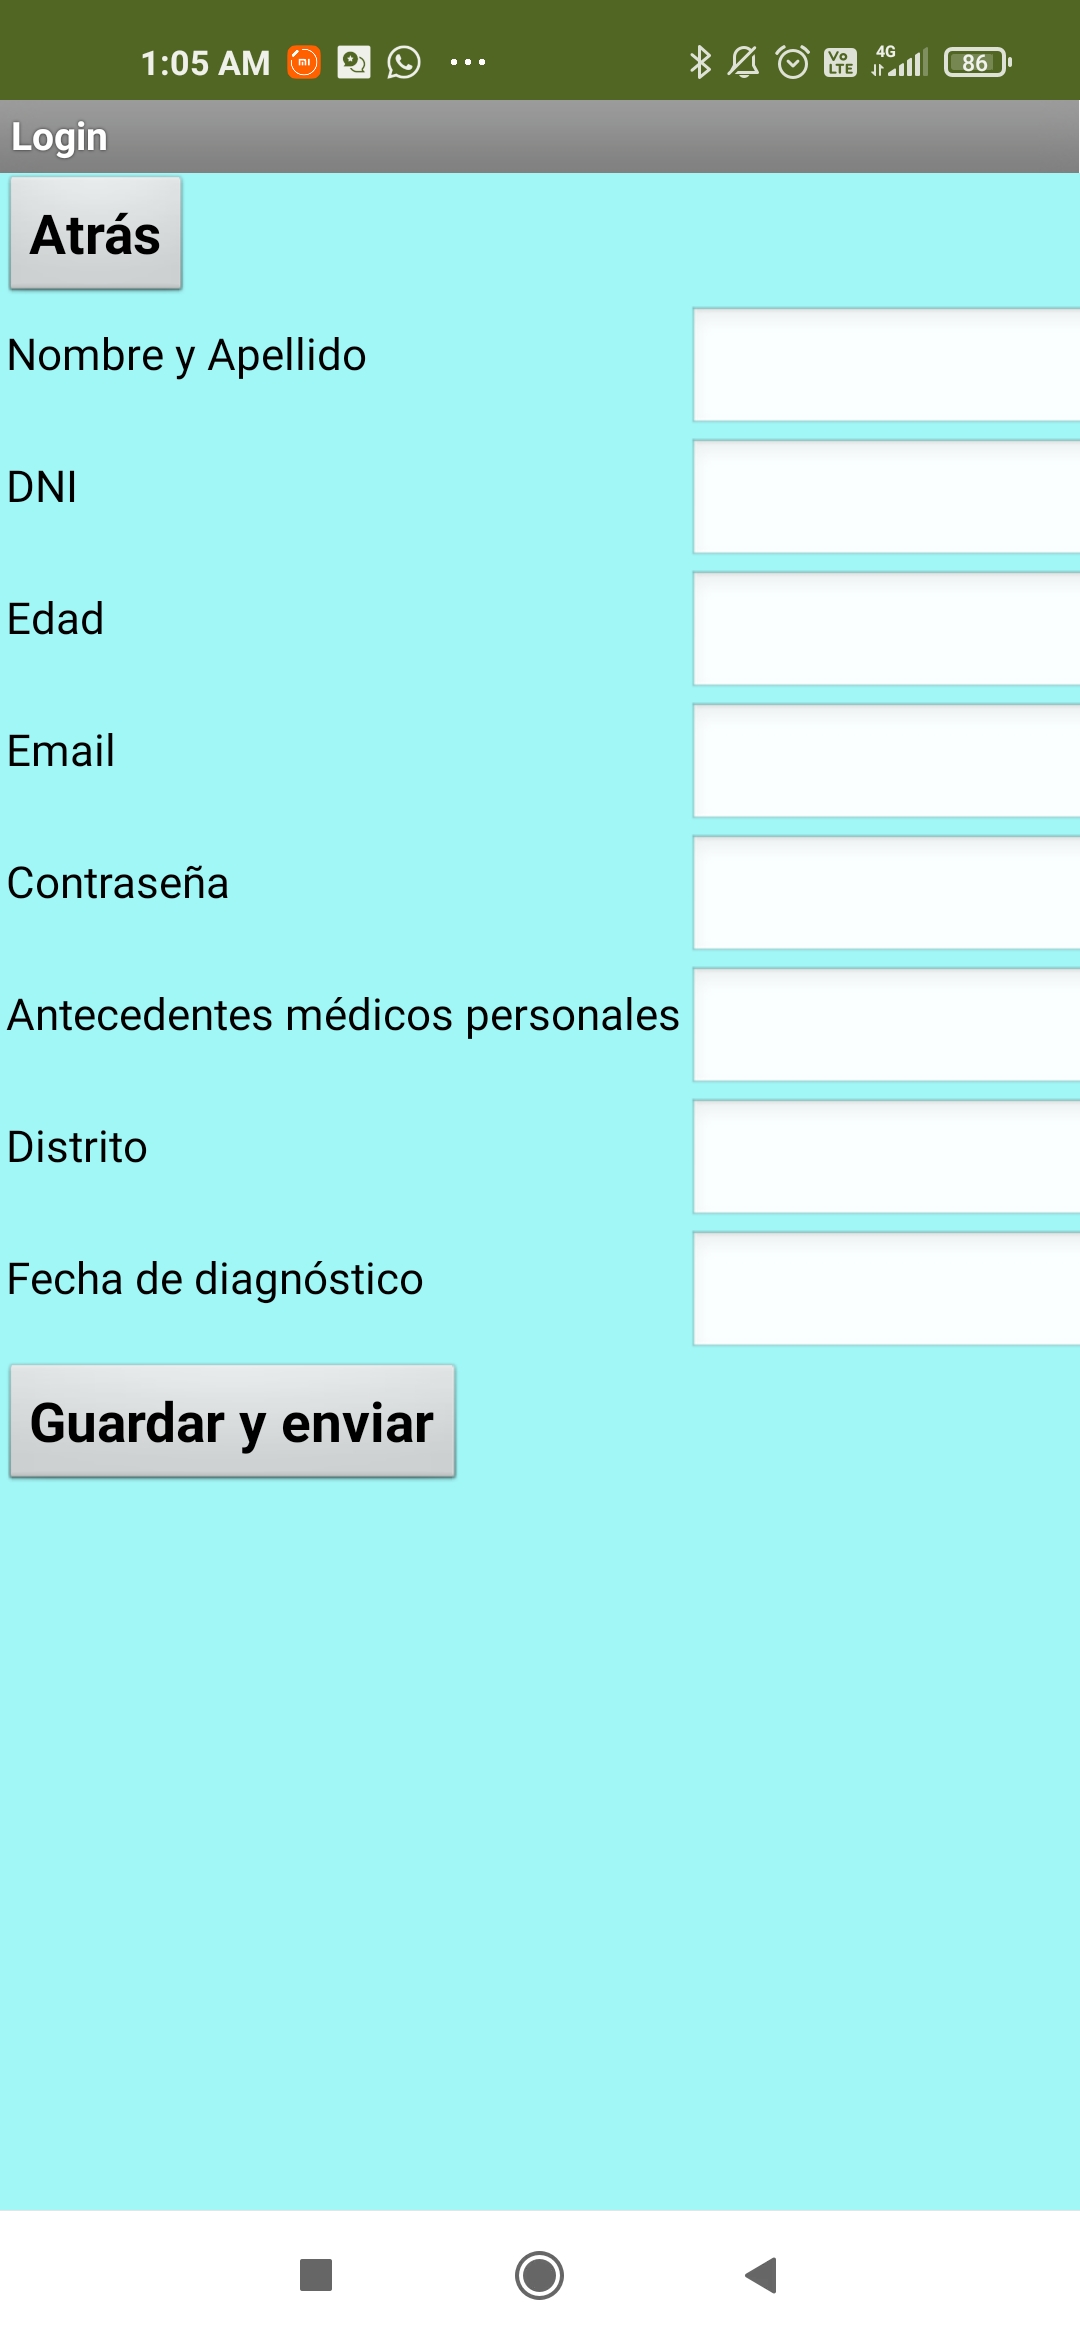 1:05 AM
4G
Vo
LTE
86
Login
Atrás
Nombre y Apellido
DNI
Edad
Email
Contraseña
Antecedentes médicos personales
Distrito
Fecha de diagnóstico
Guardar y enviar